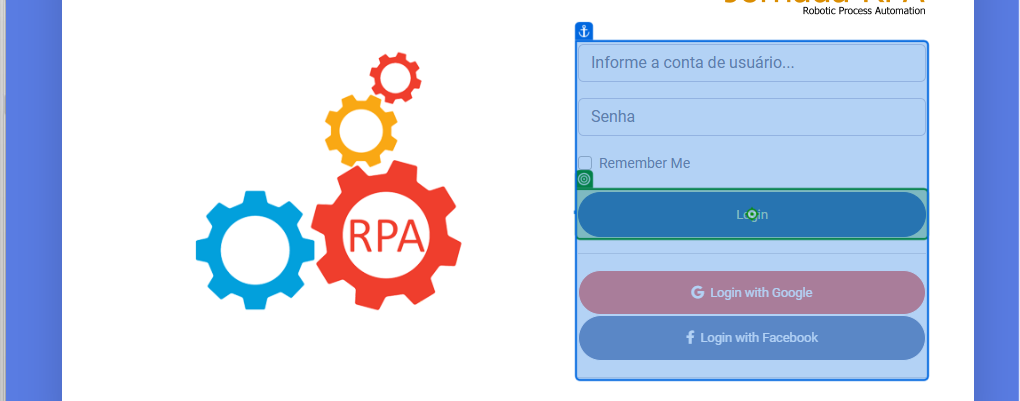 Robotic Process Automation
Informe a conta de usuário...
Senha
Remember Me
Login
RPA
Login with Google
Login with Facebook